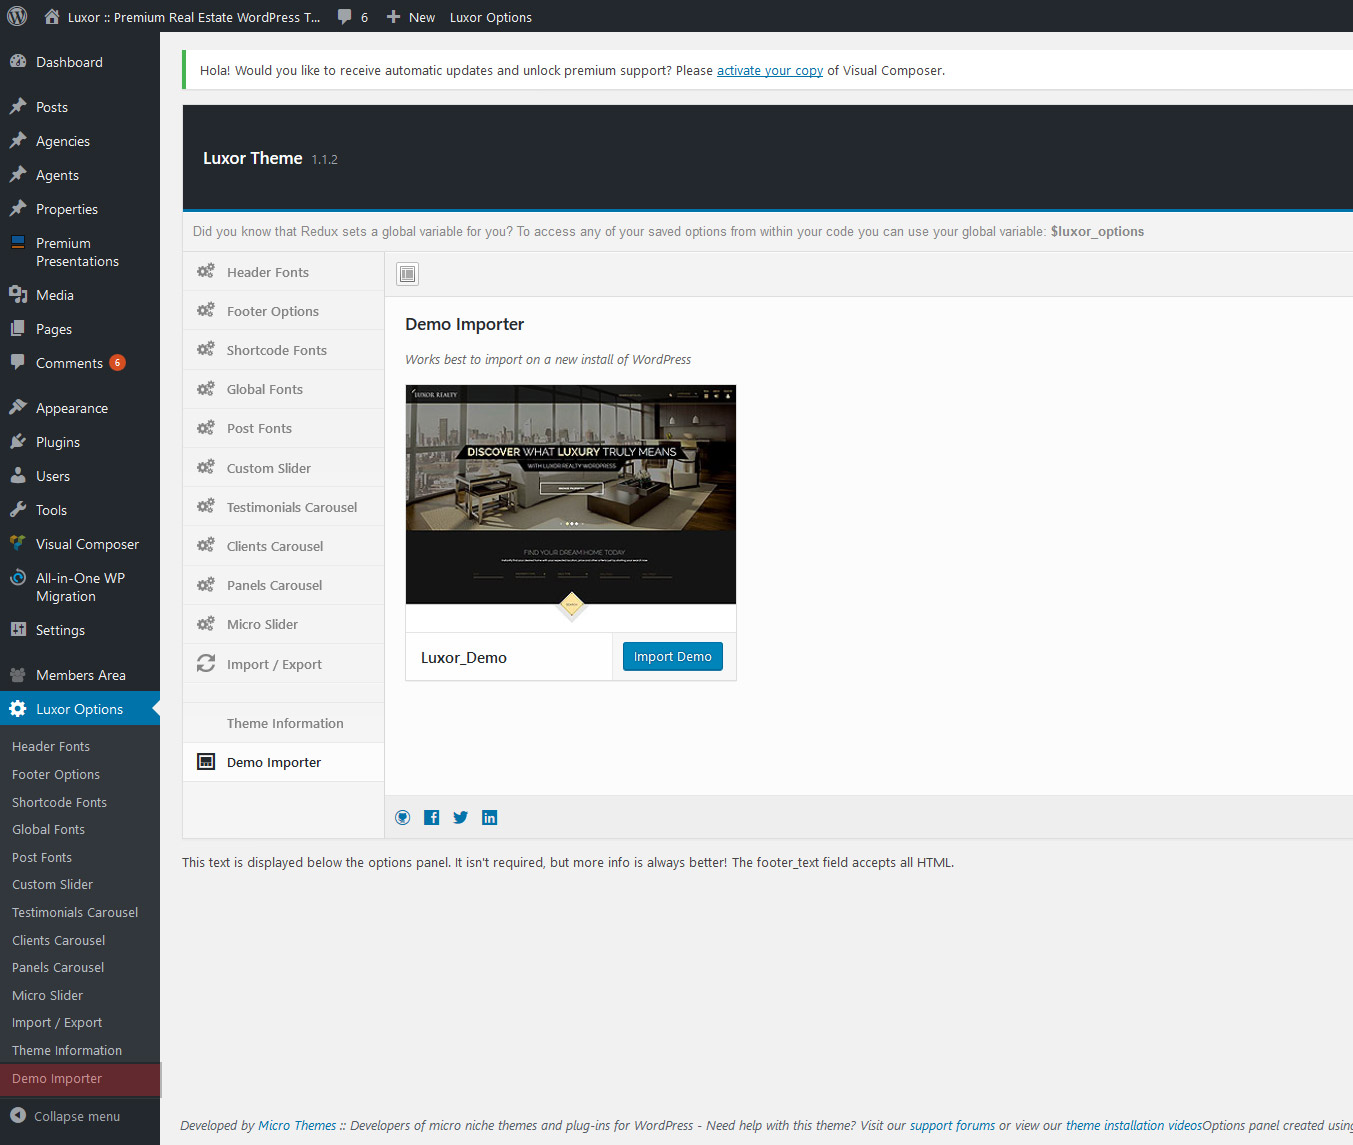 Luxor :: Premium Real Estate WordPress T... 6 New Luxor Options
Dashboard
Posts
Agencies
Agents
Properties
Premium
Presentations
Media
Pages
Comments 6
Appearance
Plugins
Users
Tools
Visual Composer
All-in-One WP
Migration
Settings
Members Area
Luxor Options
Header Fonts
Footer Options
Shortcode Fonts
Global Fonts
Post Fonts
Custom Slider
Testimonials Carousel
Clients Carousel
Panels Carousel
Micro Slider
Import / Export
Theme Information
Demo Importer
Collapse menu
Hola! Would you like to receive automatic updates and unlock premium support? Please activate your copy of Visual Composer.
Luxor Theme 1.1.2
Did you know that Redux sets a global variable for you? To access any of your saved options from within your code you can use your global variable: $luxor_options
Header Fonts
Footer Options
Shortcode Fonts
Global Fonts
Post Fonts
Custom Slider
Testimonials Carousel
Clients Carousel
Panels Carousel
Micro Slider
Import / Export
Theme Information
Demo Importer
Demo Importer
Works best to import on a new install of WordPress
LUXOR REALTY
DISCOVER WHAT LUXURY TRULY MEANS
WITH LUXOR REALTY WORDPRESS
FIND YOUR DREAM HOME TODAY
Luxor_Demo
Import Demo
This text is displayed below the options panel. It isn't required, but more info is always better! The footer_text field accepts all HTML.
Developed by Micro Themes :: Developers of micro niche themes and plug-ins for WordPress - Need help with this theme? Visit our support forums or view our theme installation videosOptions panel created using